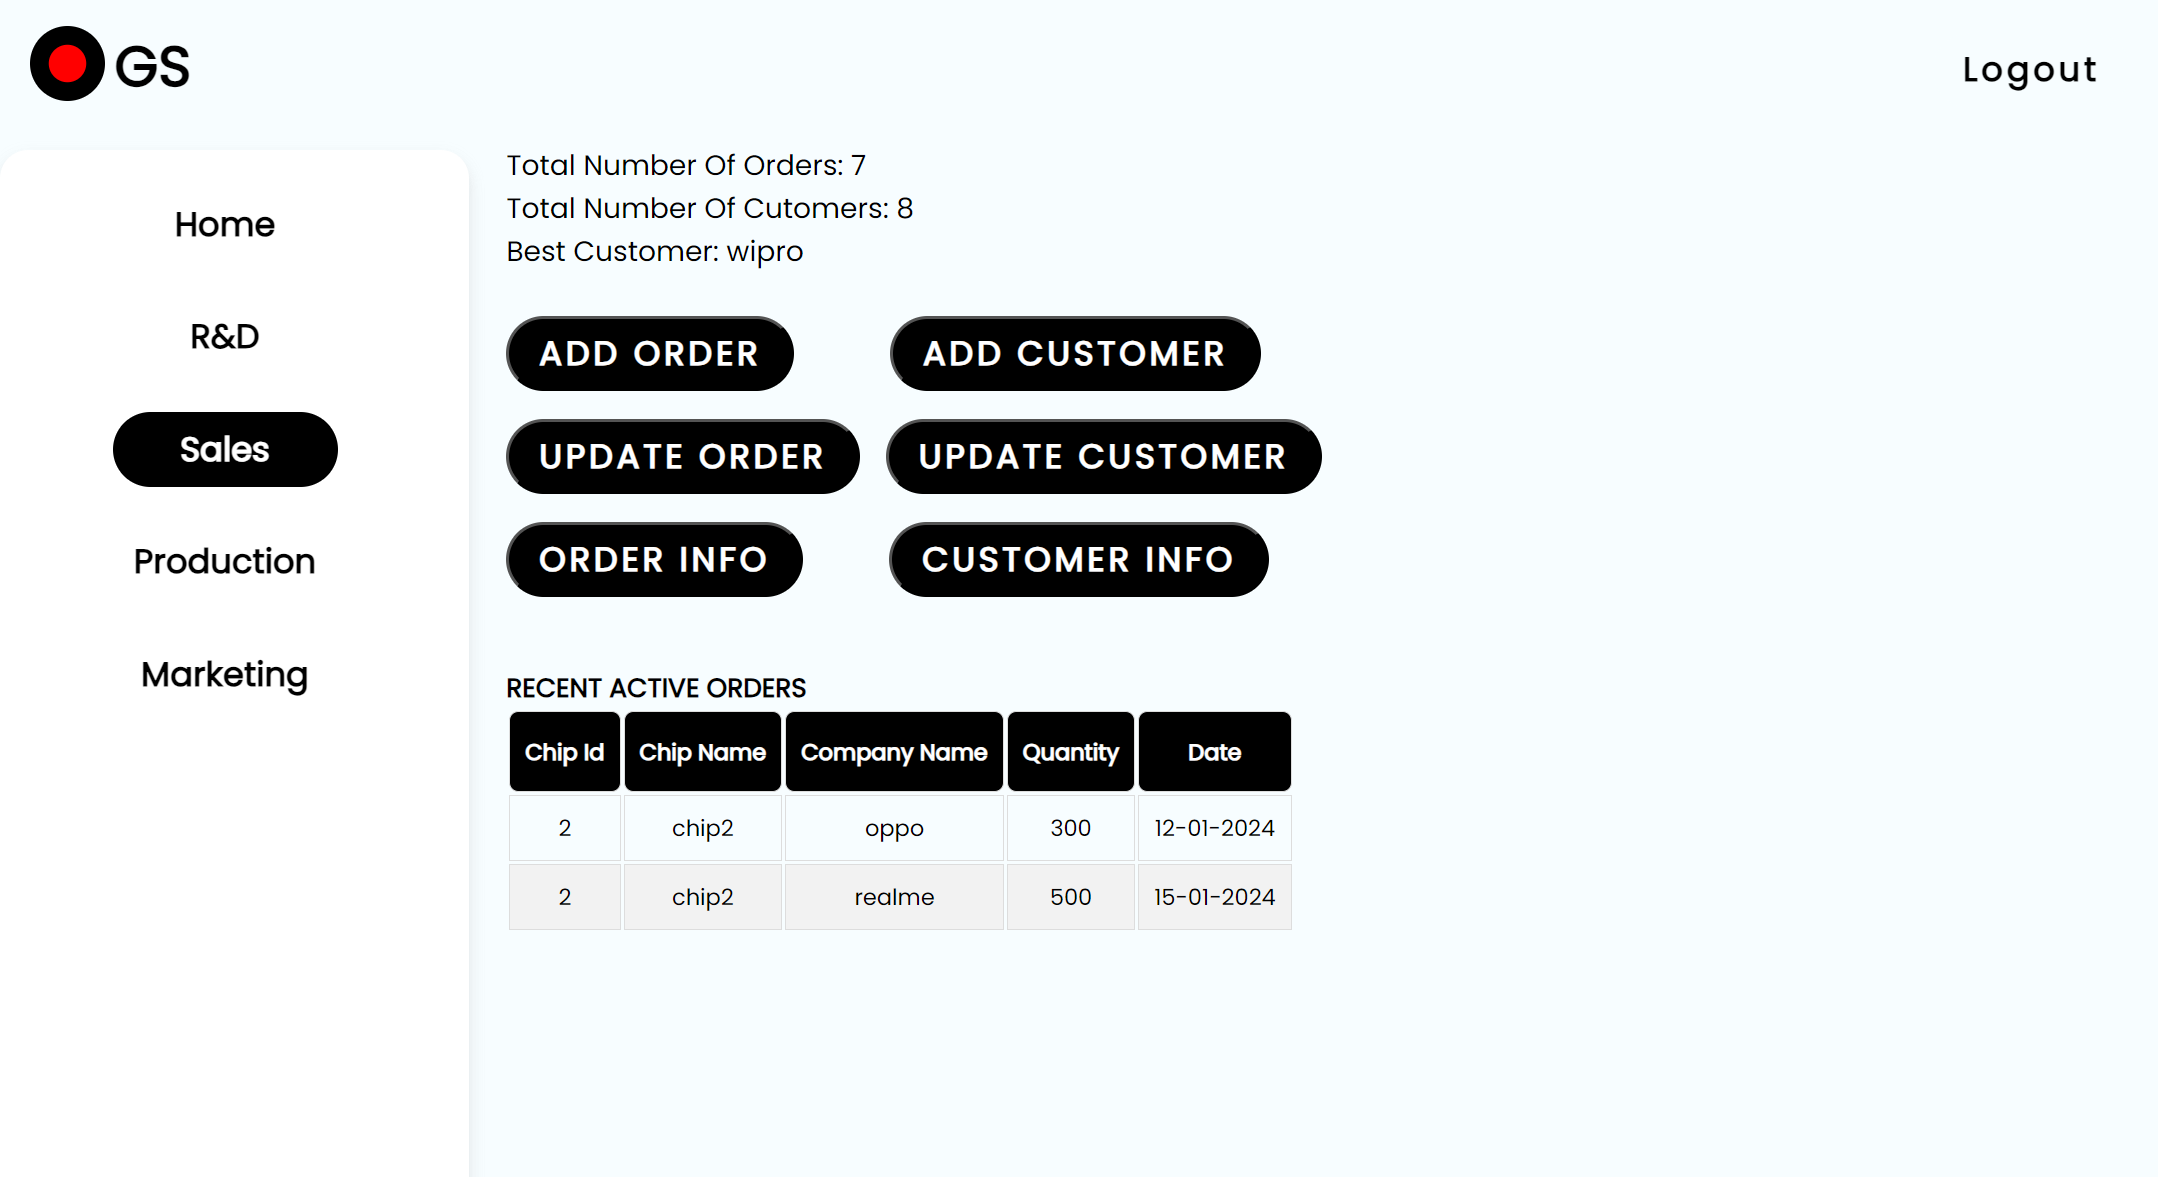 GS
Logout
Home
R&D
Sales
Production
Marketing
Total Number Of Orders: 7
Total Number Of Cutomers: 8
Best Customer: wipro
ADD ORDER ADD CUSTOMER
UPDATE ORDER UPDATE CUSTOMER
ORDER INFO CUSTOMER INFO
RECENT ACTIVE ORDERS
Chip Id Chip Name Company Name Quantity Date
2 chip2 oppo 300 12-01-2024
2 chip2 realme 500 15-01-2024